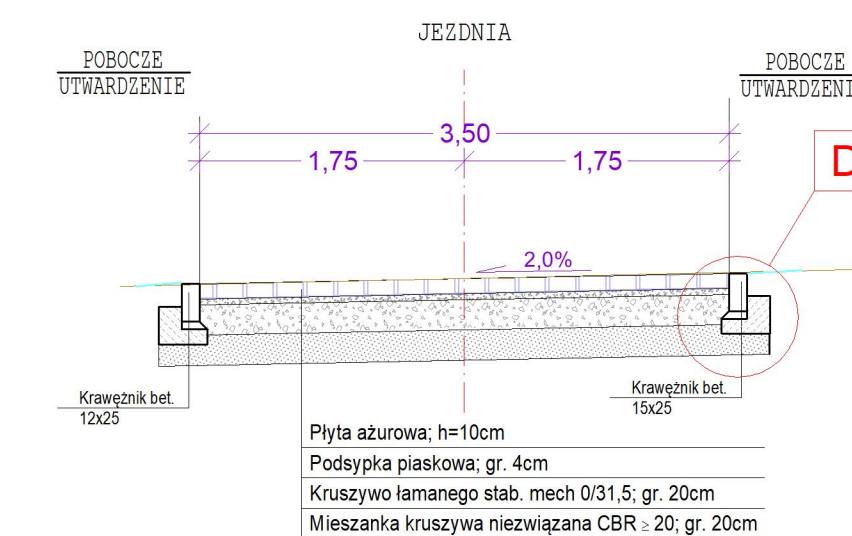 JEZDNIA
POBOCZE
UTWARDZENIE
POBOCZE
UTWARDZENI
3,50
1,75
1,75
D
2,0%
Krawężnik bet.
12x25
Krawężnik bet.
15x25
Płyta ażurowa; h=10cm
Podsypka piaskowa; gr. 4cm
Kruszywo łamanego stab. mech 0/31,5; gr. 20cm
Mieszanka kruszywa niezwiązana CBR ≥ 20; gr. 20cm